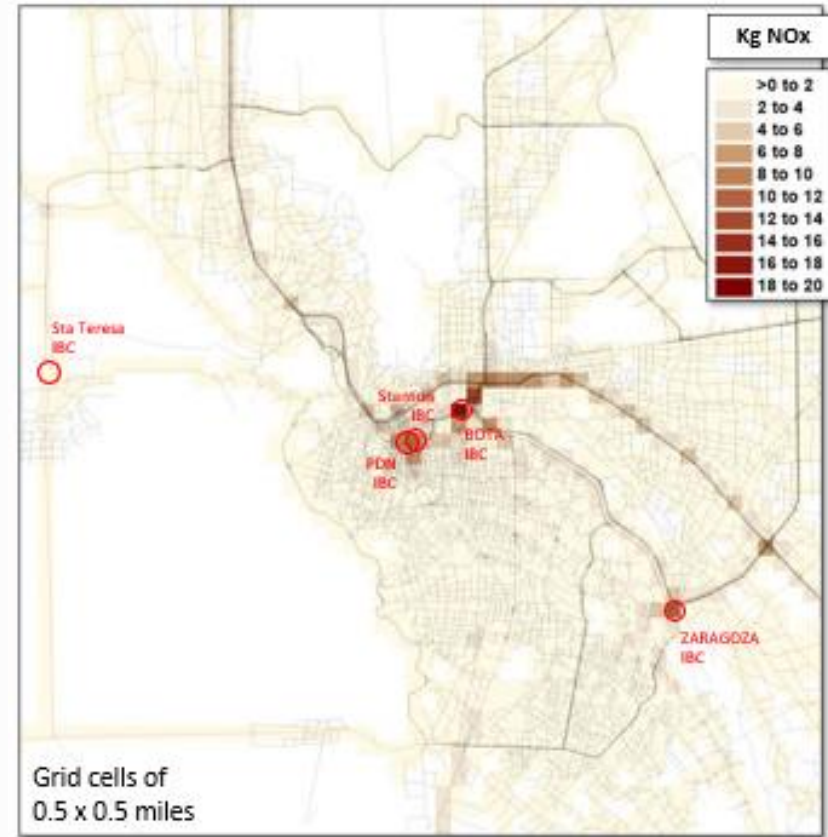 Kg NOx
>0 to 2
2 to 4
4 to 6
6 to 8
8 to 10
10 to 12
12 to 14
14 to 16
16 to 18
18 to 20
Sta Teresa
IBC
Stanton
IBC
BOTA
IBC
PDN
IBC
ZARAGOZA
IBC
Grid cells of
0.5 x 0.5 miles